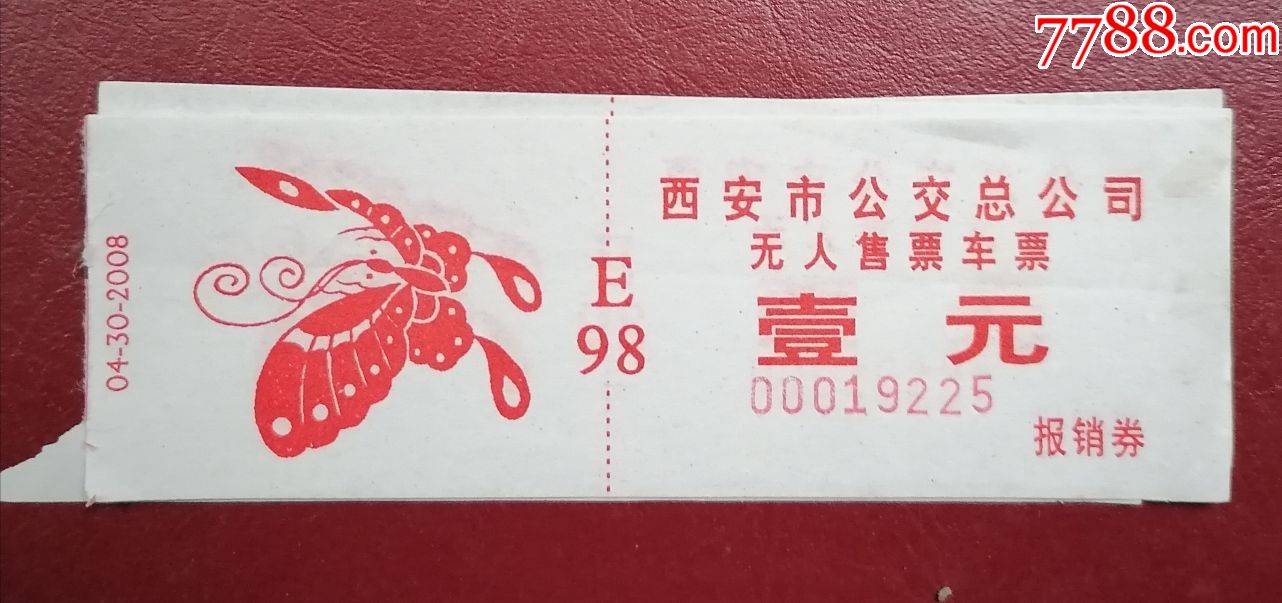 7788.com
04-30-2008
E
98
西安市公交总公司
无人售票车票
壹元
00019225
报销券